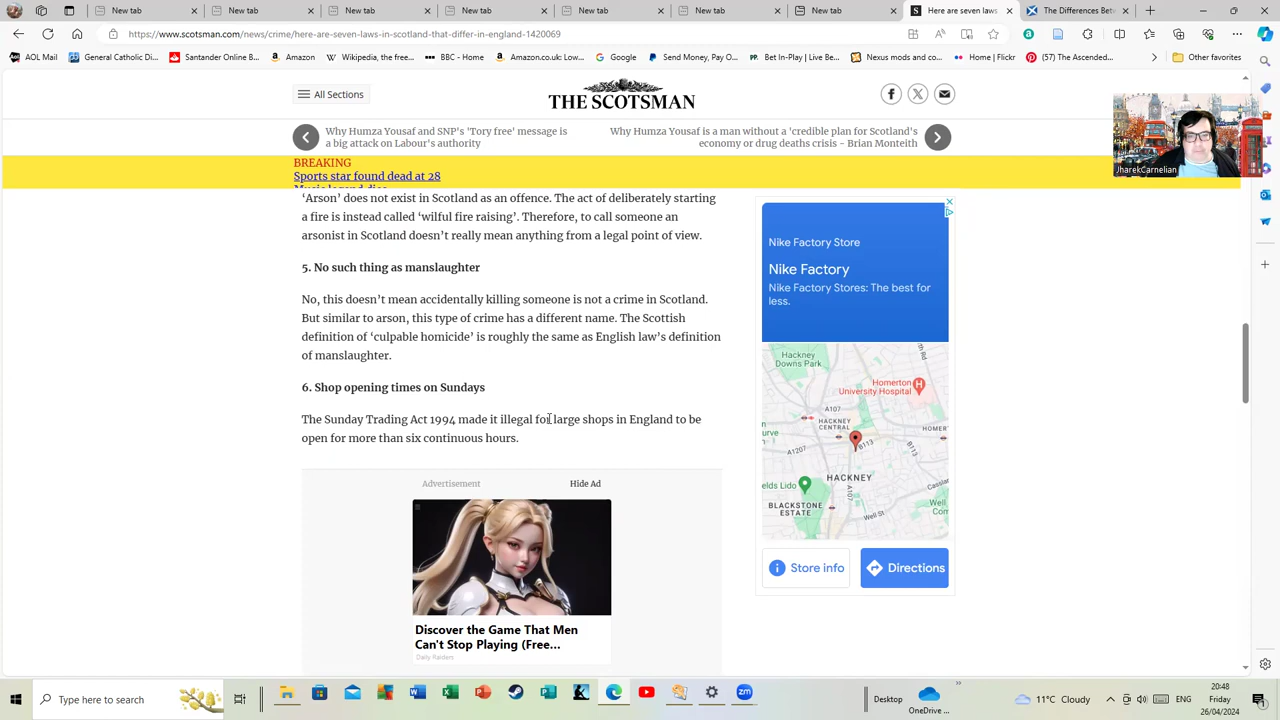 New tab
Here are seven laws
The Differences Bet
https://www.scotsman.com/news/crime/here-are-seven-laws-in-scotland-that-differ-in-england-1420069
AOL Mail
General Catholic Di...
Santander Online B...
Amazon
Wikipedia, the free...
BBC - Home
Amazon.co.uk: Low...
Google
Send Money, Pay O...
Bet In-Play | Live Be...
Nexus mods and co...
Home | Flickr
(57) The Ascended...
Other favorites
All Sections
THE SCOTSMAN
Why Humza Yousaf and SNP's 'Tory free' message is
a big attack on Labour's authority
Why Humza Yousaf is a man without a 'credible plan for Scotland's
economy or drug deaths crisis - Brian Monteith
JharekCarnelian
BREAKING
Sports star found dead at 28
‘Arson’ does not exist in Scotland as an offence. The act of deliberately starting
a fire is instead called ‘wilful fire raising’. Therefore, to call someone an
arsonist in Scotland doesn’t really mean anything from a legal point of view.
5. No such thing as manslaughter
No, this doesn’t mean accidentally killing someone is not a crime in Scotland.
But similar to arson, this type of crime has a different name. The Scottish
definition of ‘culpable homicide’ is roughly the same as English law’s definition
of manslaughter.
6. Shop opening times on Sundays
The Sunday Trading Act 1994 made it illegal for large shops in England to be
open for more than six continuous hours.
Advertisement
Hide Ad
Discover the Game That Men
Can't Stop Playing (Free...
Daily Raiders
Nike Factory Store
Nike Factory
Nike Factory Stores: The best for
less.
Hackney
Downs Park
Homerton
University Hospital
HACKNEY
CENTRAL
A1207
B113
HOMER
HACKNEY
A107
BLACKSTONE
ESTATE
Well St
Store info
Directions
Type here to search
Desktop
11°C Cloudy
ENG
20:48
Friday
26/04/2024